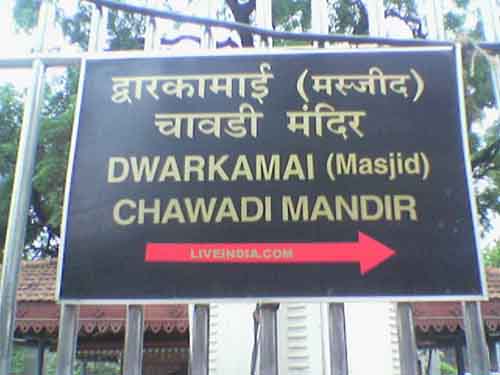 द्वारकामाई (मस्जीद)
चावडी मंदिर
DWARKAMAI (Masjid)
CHAWADI MANDIR
LIVEINDIA.COM